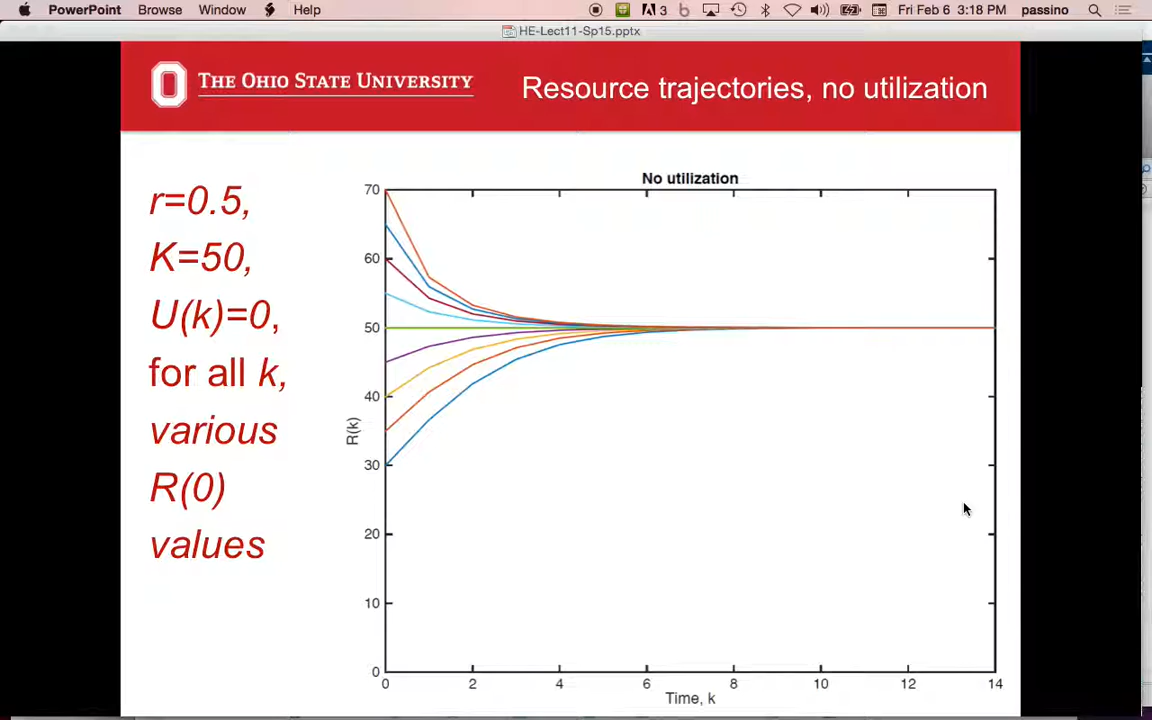 PowerPoint Browse Window Help 3 Fri Feb 6 3:18 PM passino
HE-Lect11-Sp15.pptx
THE OHIO STATE UNIVERSITY
Resource trajectories, no utilization
r=0.5,
K=50,
U(k)=0,
for all k,
various
R(0)
values
No utilization
70
60
50
40
30
20
10
0
R(k)
0 2 4 6 8 10 12 14
Time, k